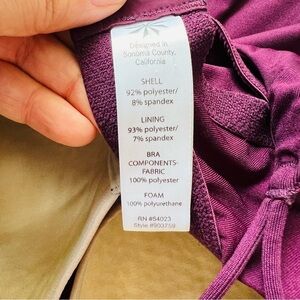 Designed in
Sonoma County,
California
SHELL
92% polyester/
8% spandex
LINING
93% polyester/
7% spandex
BRA
COMPONENTS-
FABRIC
100% polyester
FOAM
100% polyurethane
RN #54023
Style #903759